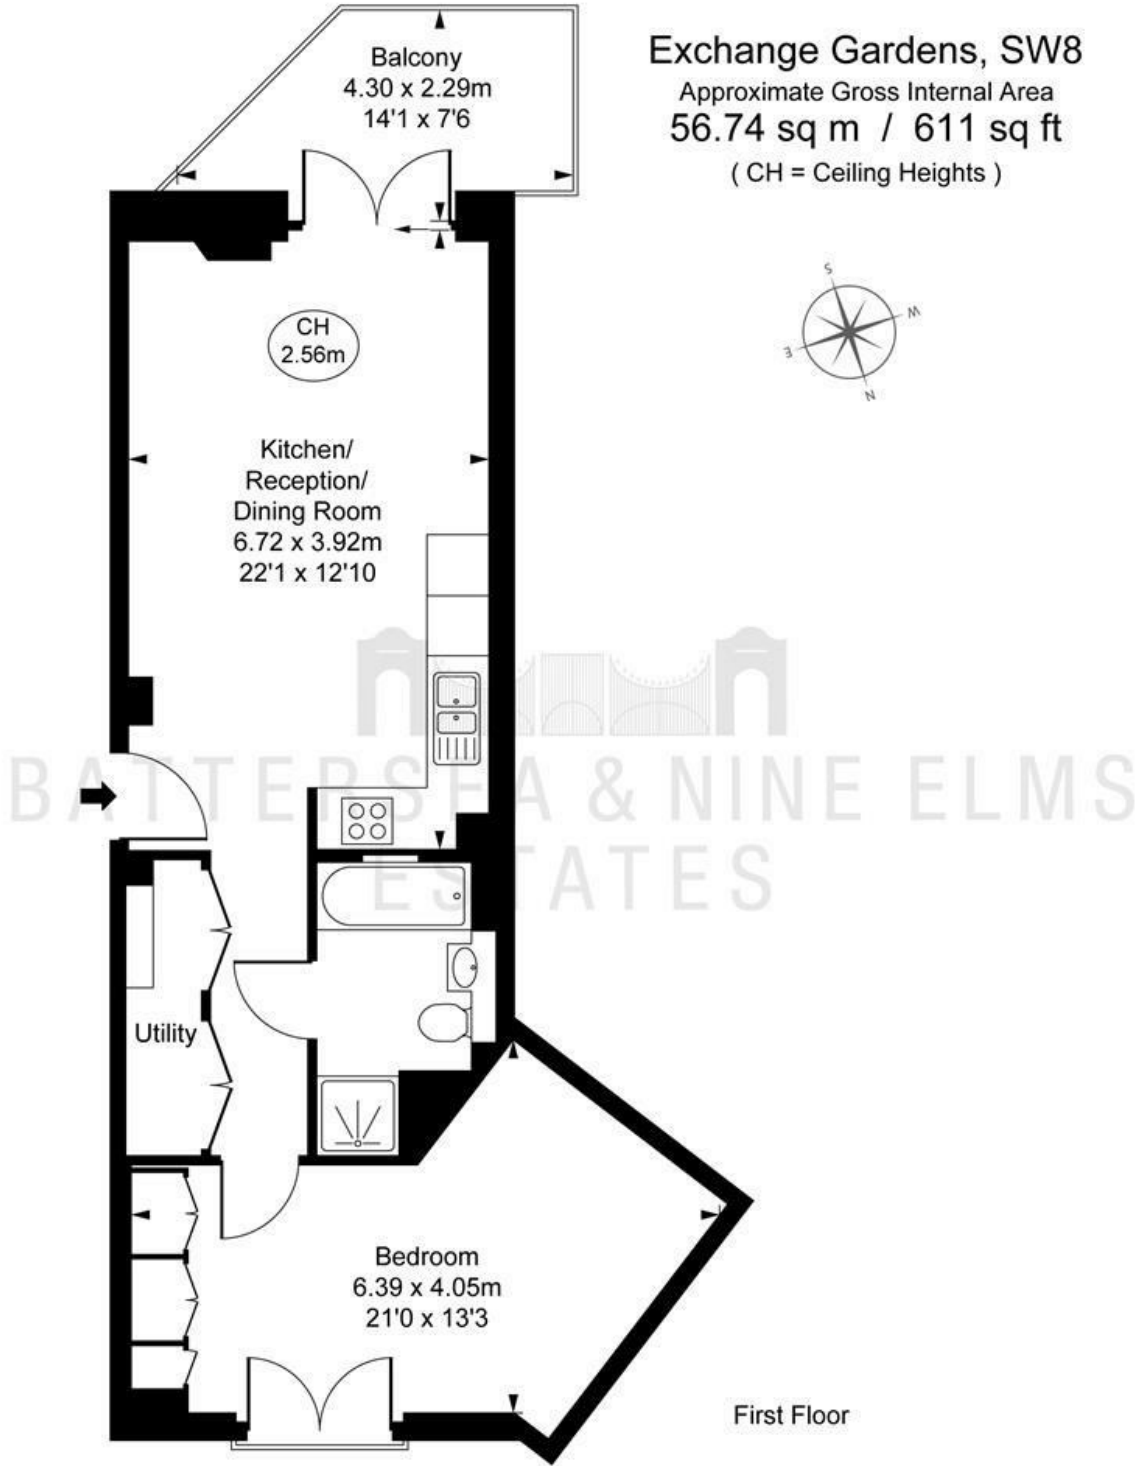 Exchange Gardens, SW8
Approximate Gross Internal Area
56.74 sq m / 611 sq ft
( CH = Ceiling Heights )
Balcony
4.30 x 2.29m
14'1 x 7'6
S
W
E
N
CH
2.56m
Kitchen/
Reception/
Dining Room
6.72 x 3.92m
22'1 x 12'10
BATTERSEA & NINE ELMS
ESTATES
Utility
Bedroom
6.39 x 4.05m
21'0 x 13'3
First Floor